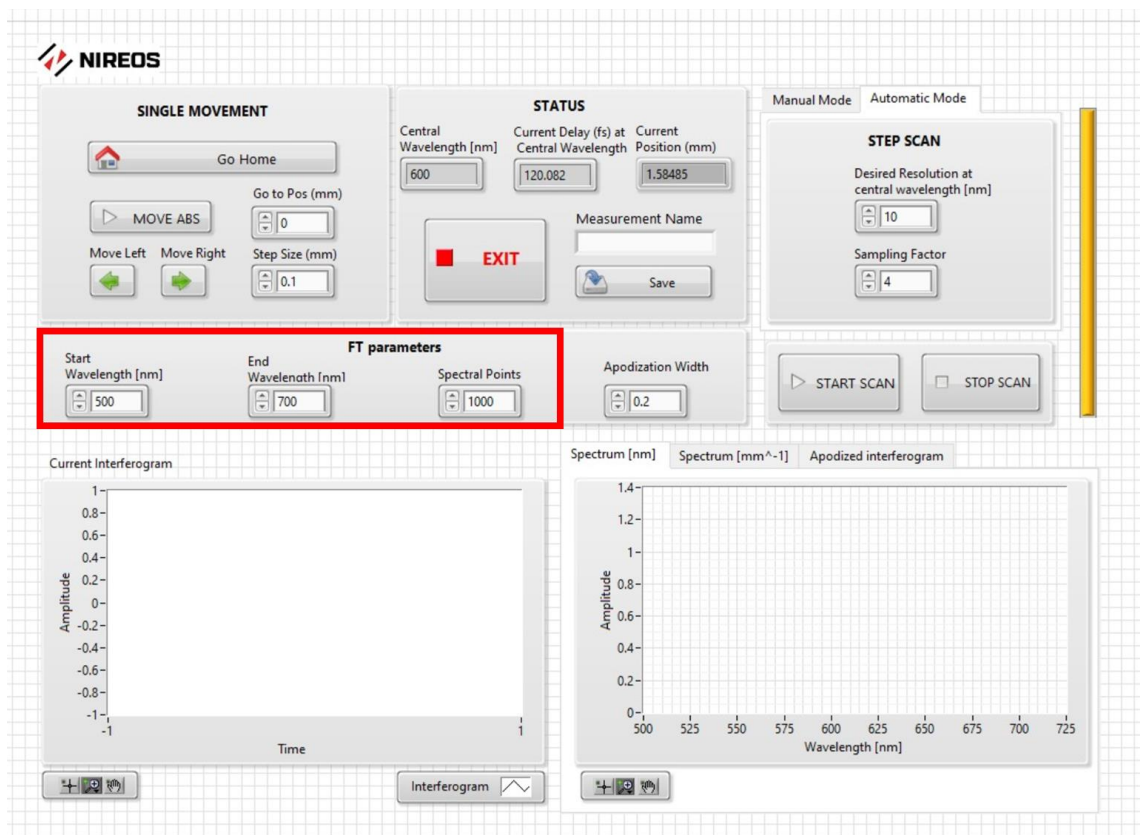 NIREOS
SINGLE MOVEMENT
Go Home
Go to Pos (mm)
MOVE ABS
0
Move Left Move Right Step Size (mm)
0.1
STATUS
Central
Wavelength [nm]
Current Delay (fs) at
Central Wavelength
Current
Position (mm)
600
120.082
1.58485
EXIT
Measurement Name
Save
Manual Mode Automatic Mode
STEP SCAN
Desired Resolution at
central wavelength [nm]
10
Sampling Factor
4
FT parameters
Start
Wavelength [nm]
500
End
Wavelength [nm]
700
Spectral Points
1000
Apodization Width
0.2
START SCAN
STOP SCAN
Current Interferogram
1
0.8
0.6
0.4
0.2
0
-0.2
-0.4
-0.6
-0.8
-1
Amplitude
-1 1
Time
Interferogram
Spectrum [nm] Spectrum [mm^-1] Apodized interferogram
1.4
1.2
1
0.8
0.6
0.4
0.2
0
Amplitude
500 525 550 575 600 625 650 675 700 725
Wavelength [nm]